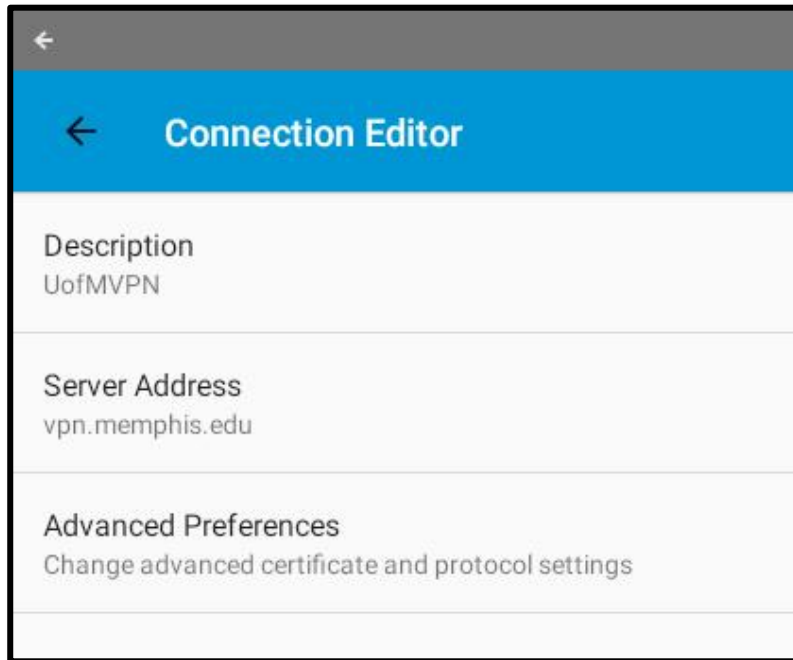 Connection Editor
Description
UofMVPN
Server Address
vpn.memphis.edu
Advanced Preferences
Change advanced certificate and protocol settings